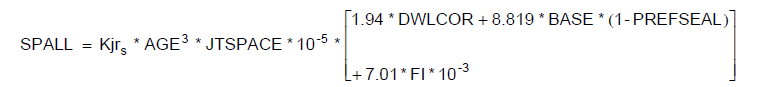 1.94 * DWLCOR + 8.819 * BASE * (1- PREFSEAL)
SPALL = Kjrₛ * AGE³ * JTSPACE * 10⁻⁵ *
+ 7.01 * FI * 10⁻³